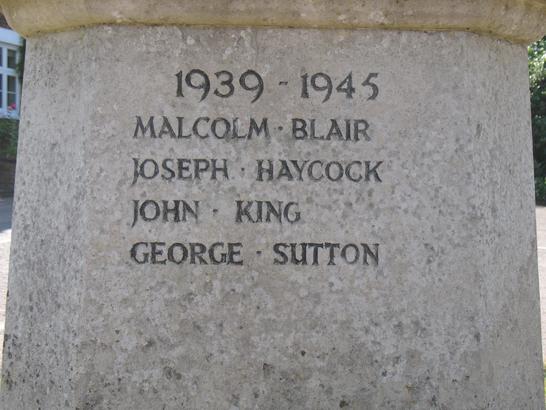 1939 - 1945
MALCOLM · BLAIR
JOSEPH · HAYCOCK
JOHN · KING
GEORGE · SUTTON